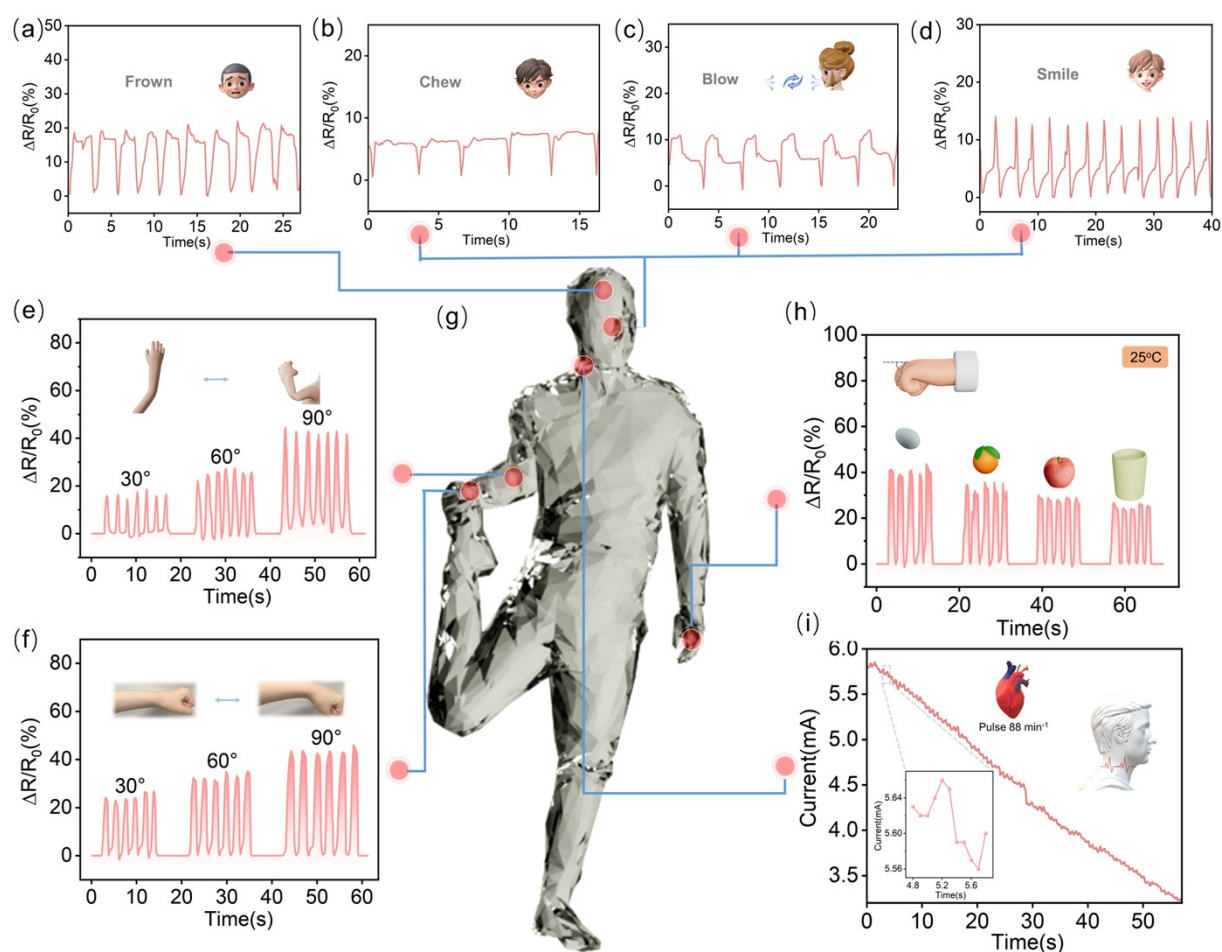 (a)
50
40
30
20
10
0
ΔR/R₀(%)
Frown
0 5 10 15 20 25
Time(s)
(b)
20
10
0
ΔR/R₀(%)
Chew
0 5 10 15
Time(s)
(c)
30
20
10
0
ΔR/R₀(%)
Blow
0 5 10 15 20
Time(s)
(d)
30
25
20
15
10
5
0
ΔR/R₀(%)
Smile
0 10 20 30 40
Time(s)
(e)
80
60
40
20
0
ΔR/R₀(%)
30°
60°
90°
0 10 20 30 40 50 60
Time(s)
(f)
80
60
40
20
0
ΔR/R₀(%)
30°
60°
90°
0 10 20 30 40 50 60
Time(s)
(g)
(h)
100
80
60
40
20
0
ΔR/R₀(%)
25°C
0 20 40 60
Time(s)
(i)
6.0
5.5
5.0
4.5
4.0
3.5
Current(mA)
Pulse 88 min⁻¹
5.64
5.60
5.56
Current(mA)
4.8 5.2 5.6
Time(s)
0 10 20 30 40 50
Time(s)